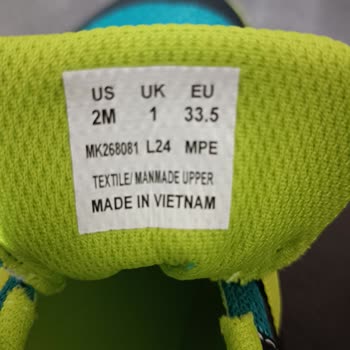 US UK EU
2M 1 33.5
MK268081 L24 MPE
TEXTILE/MANMADE UPPER
MADE IN VIETNAM